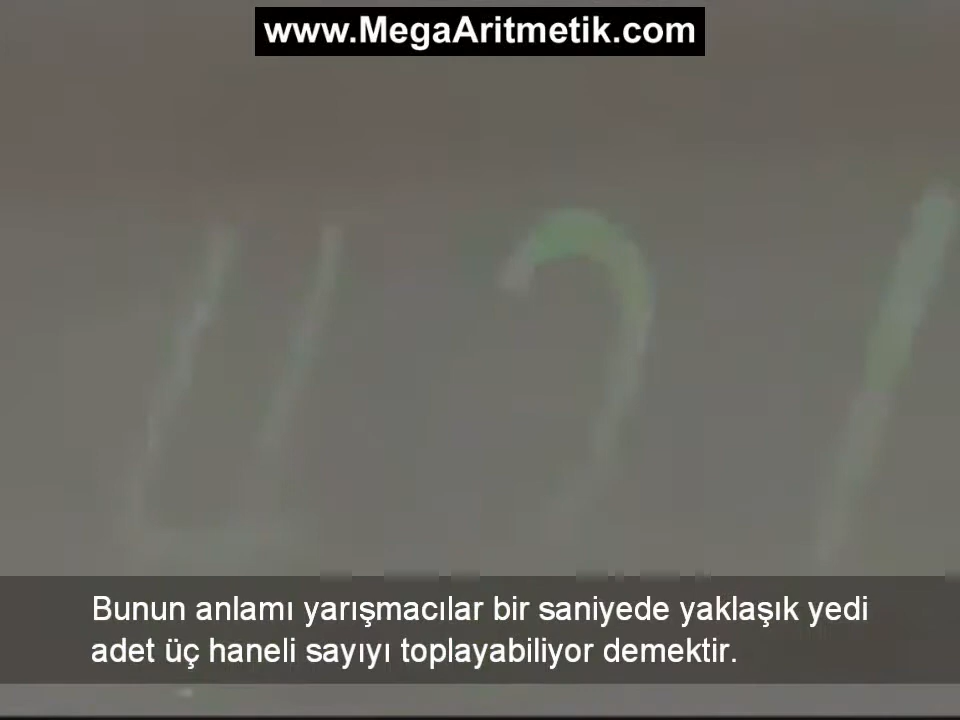 www.MegaAritmetik.com
Bunun anlamı yarışmacılar bir saniyede yaklaşık yedi
adet üç haneli sayıyı toplayabiliyor demektir.